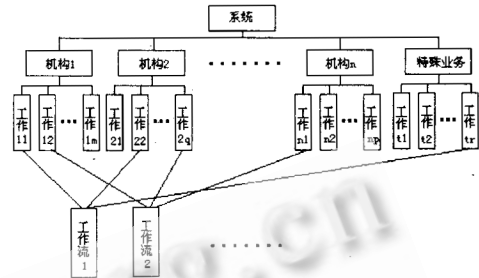 系统
机构1
机构2
机构n
特殊业务
工作11
工作12
工作1m
工作21
工作22
工作2q
工作n1
工作n2
工作np
工作t1
工作t2
工作tr
工作流1
工作流2
.cn